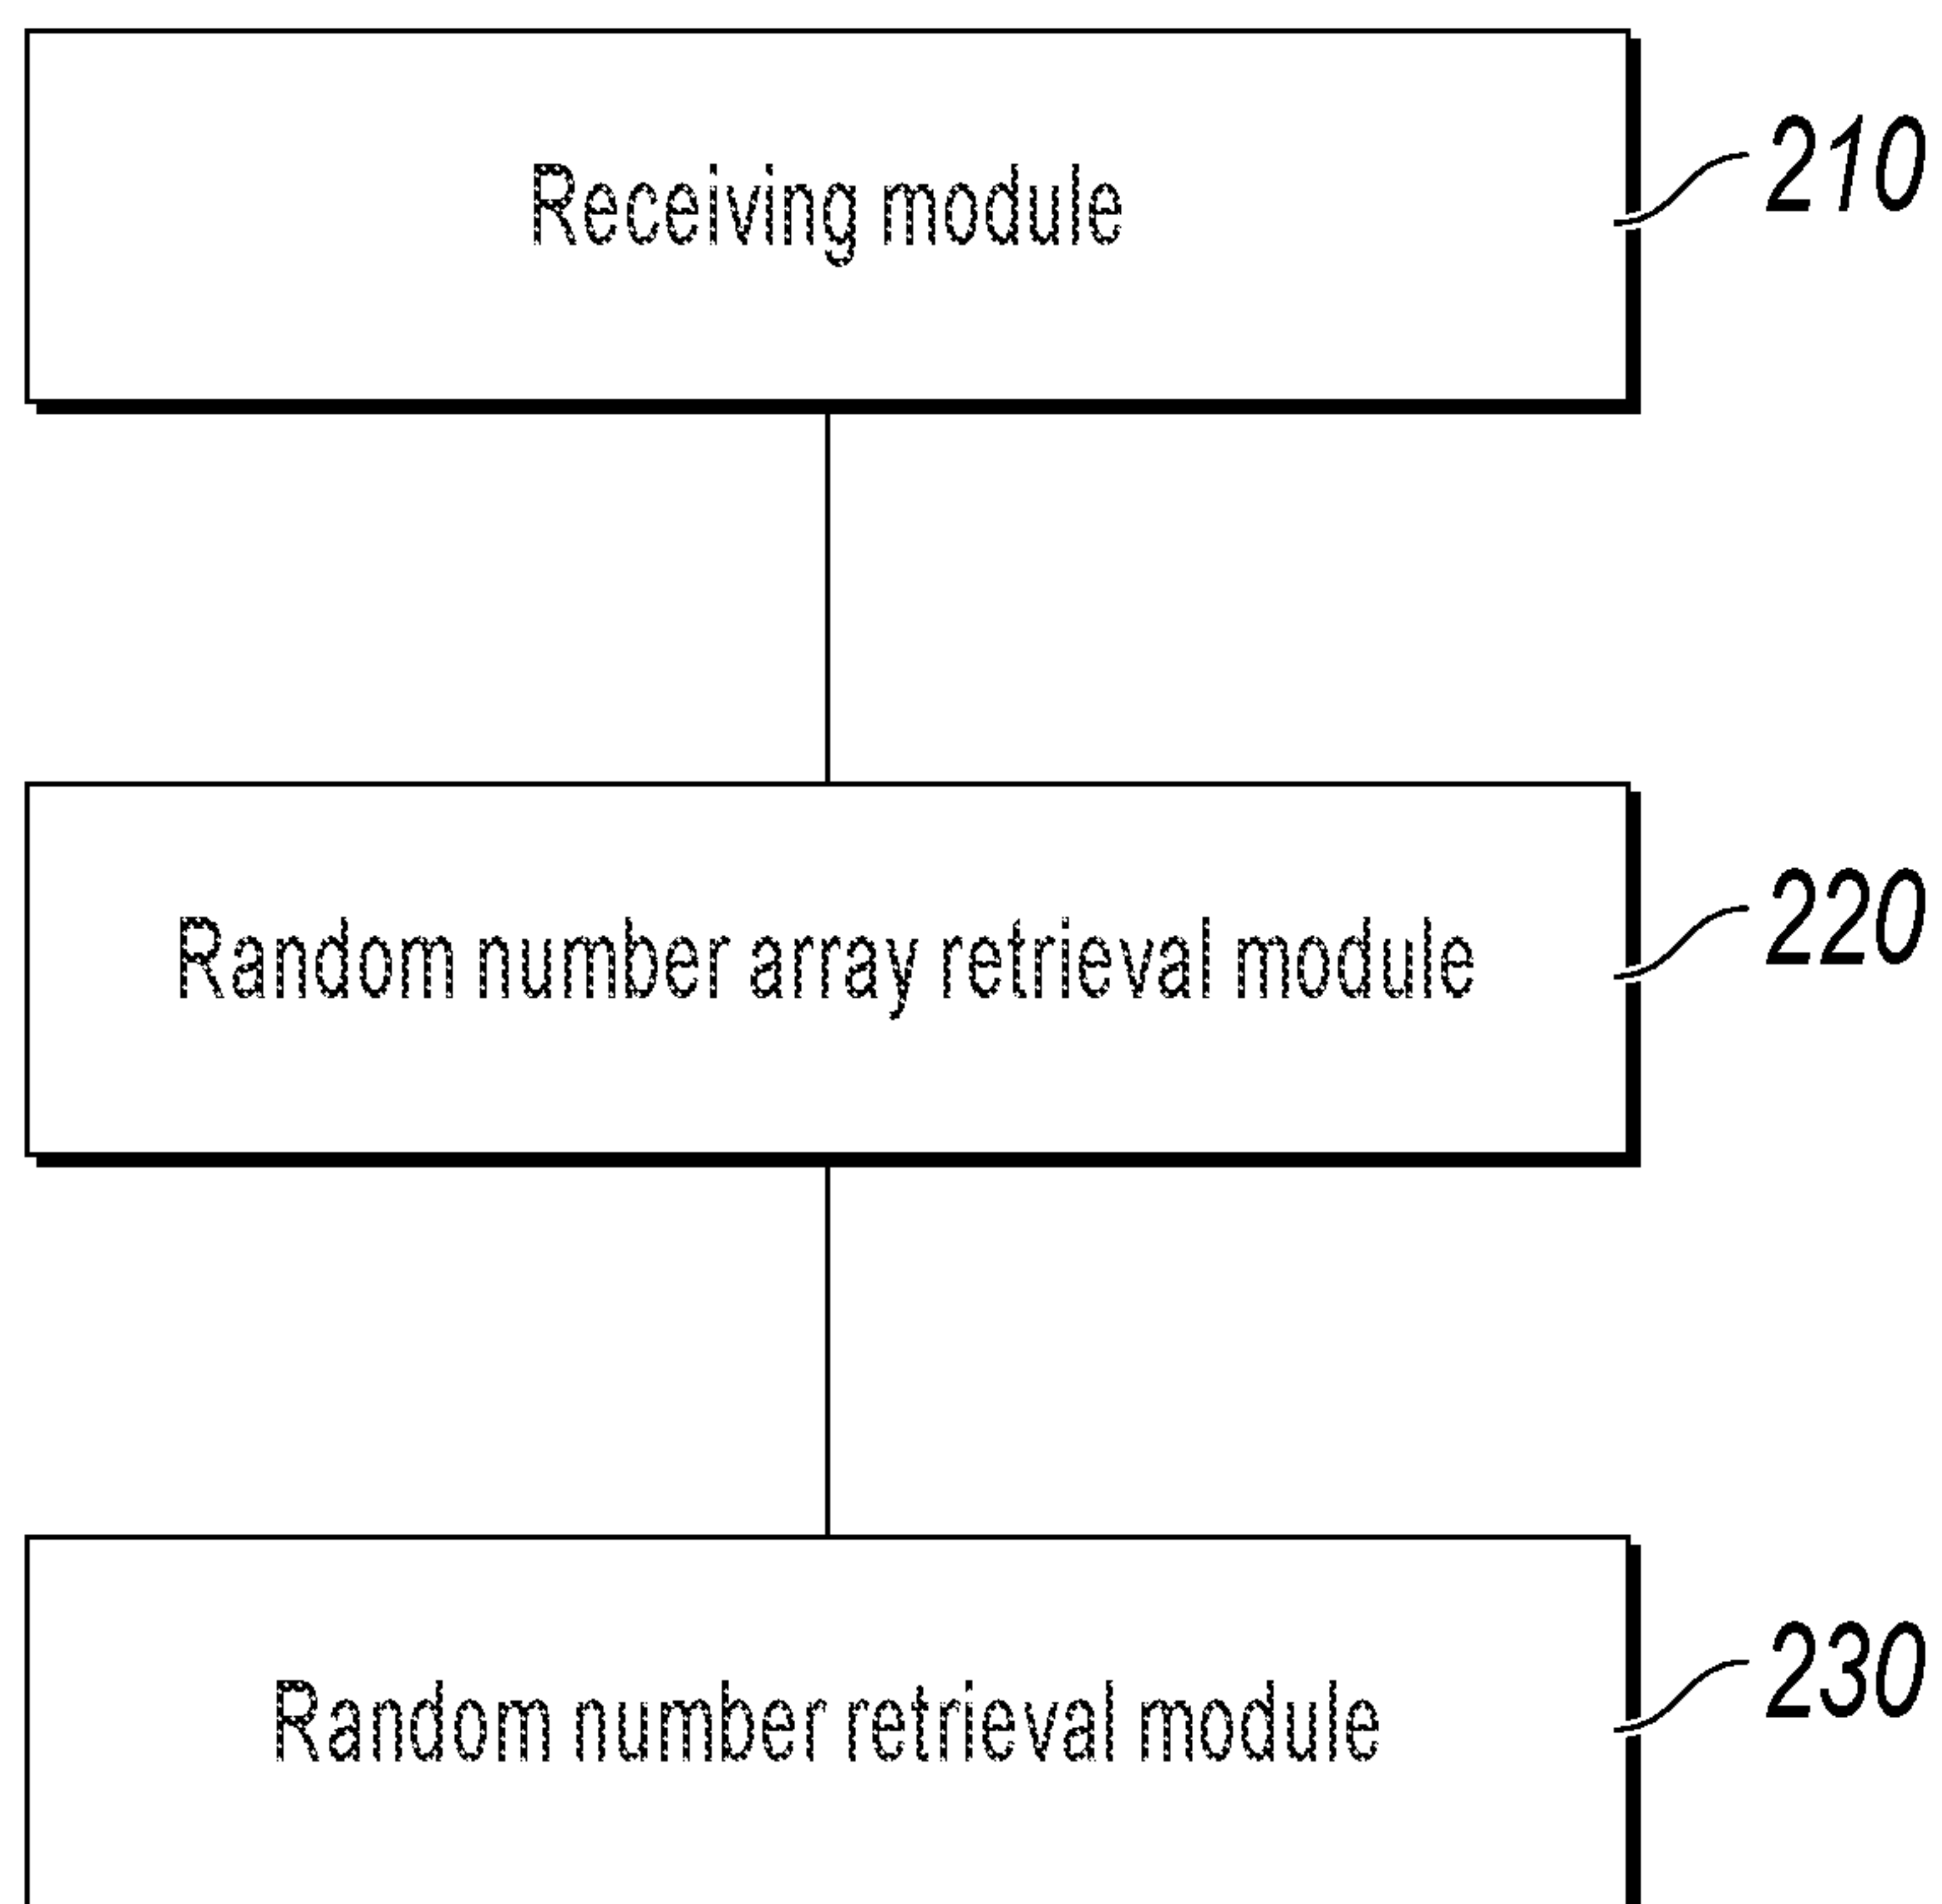 Receiving module
210
Random number array retrieval module
220
Random number retrieval module
230